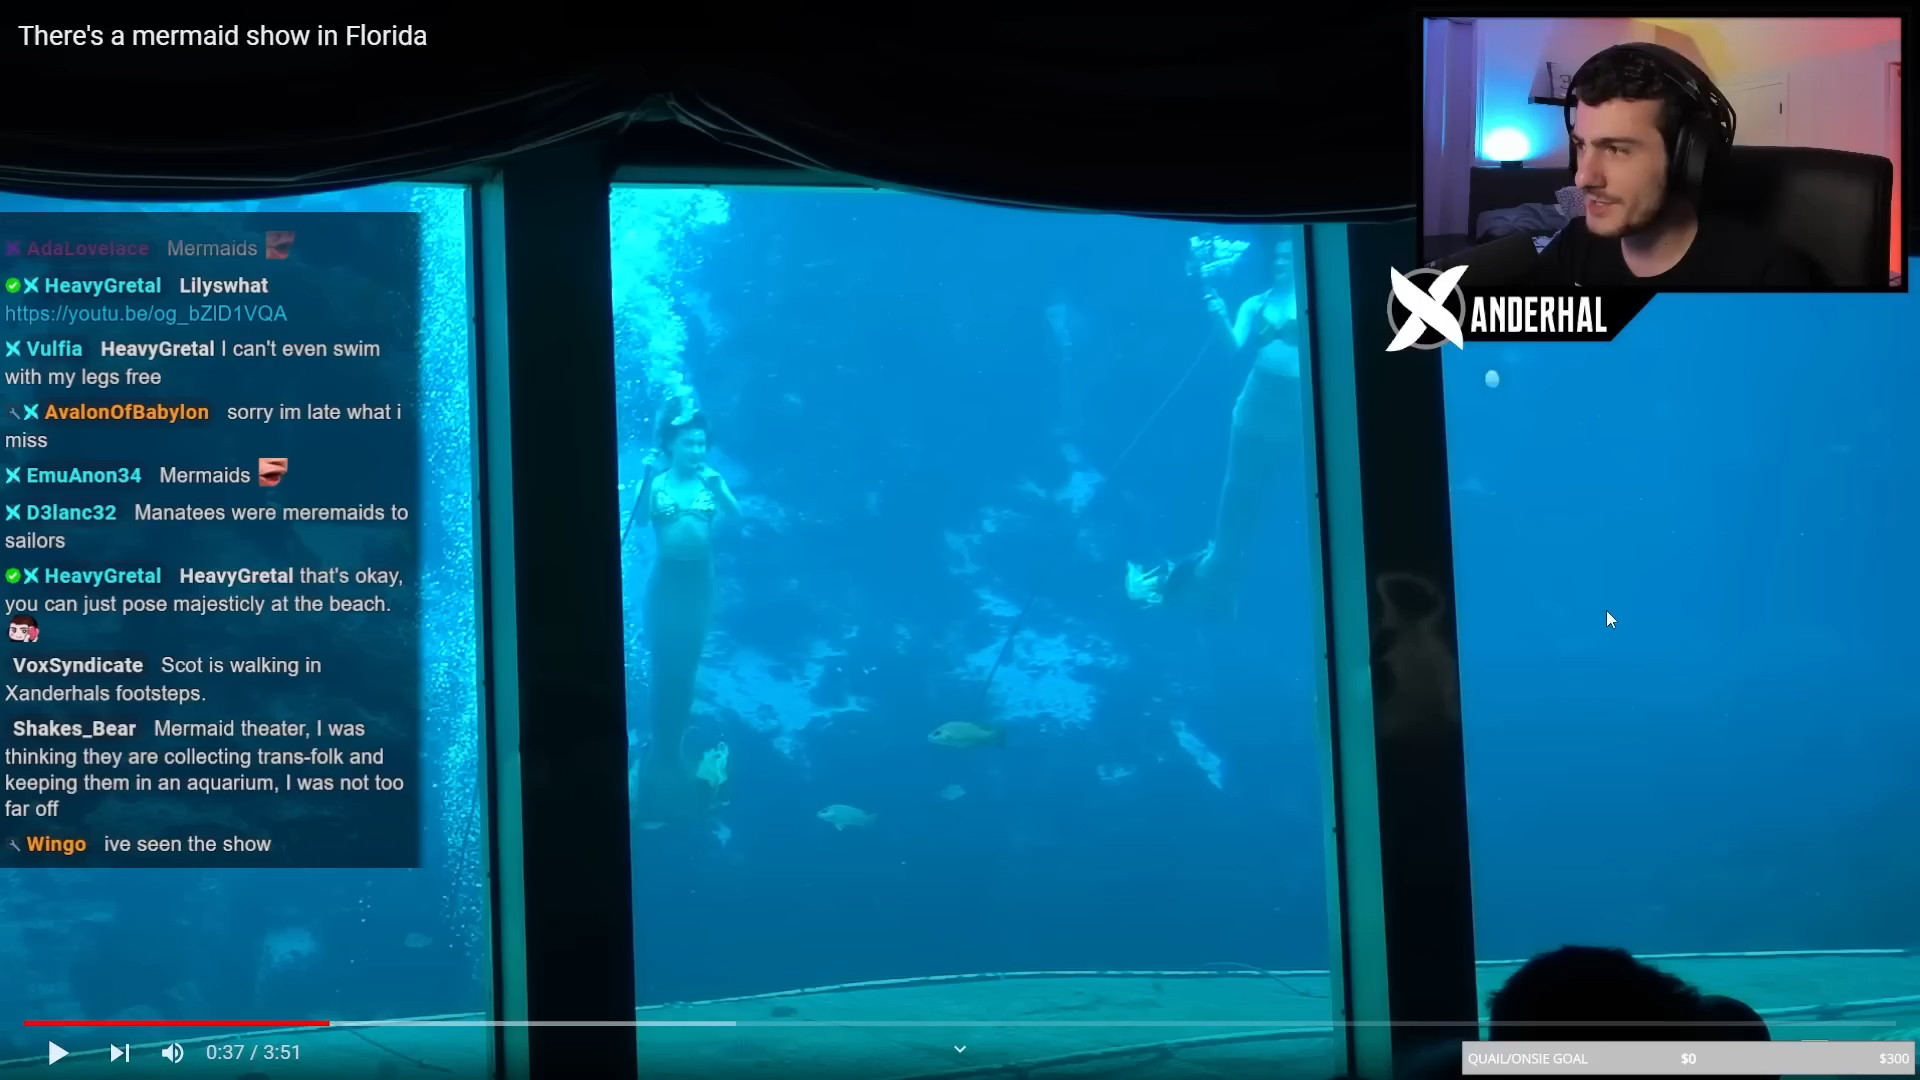 There's a mermaid show in Florida
AdaLovelace Mermaids
HeavyGretal Lilyswhat
https://youtu.be/og_bZlD1VQA
Vulfia HeavyGretal I can't even swim
with my legs free
AvalonOfBabylon sorry im late what i
miss
EmuAnon34 Mermaids
D3lanc32 Manatees were meremaids to
sailors
HeavyGretal HeavyGretal that's okay,
you can just pose majesticly at the beach.
VoxSyndicate Scot is walking in
Xanderhals footsteps.
Shakes_Bear Mermaid theater, I was
thinking they are collecting trans-folk and
keeping them in an aquarium, I was not too
far off
Wingo ive seen the show
XANDERHAL
0:37 / 3:51
QUAIL/ONSIE GOAL $0 $300